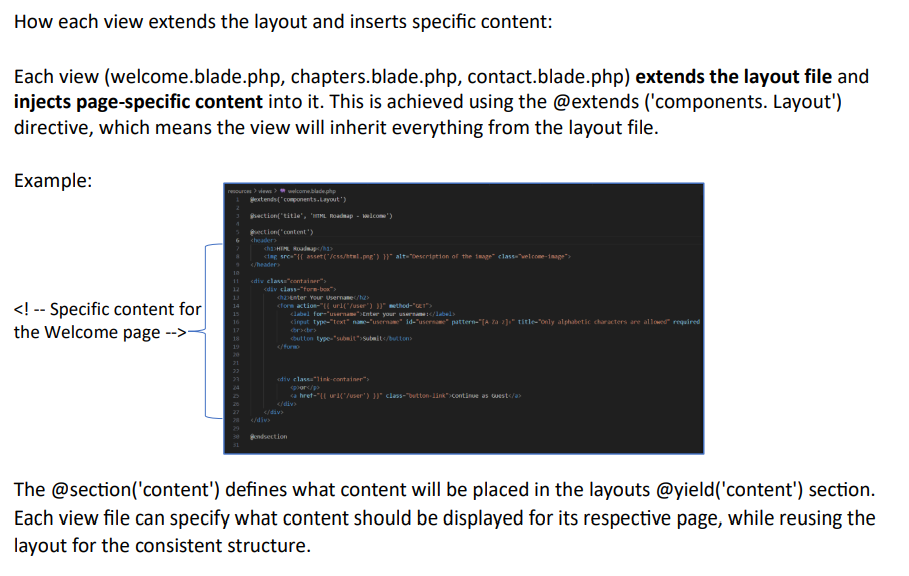 How each view extends the layout and inserts specific content:
Each view (welcome.blade.php, chapters.blade.php, contact.blade.php) extends the layout file and
injects page-specific content into it. This is achieved using the @extends ('components. Layout')
directive, which means the view will inherit everything from the layout file.
Example:
resources > views > welcome.blade.php
1 @extends('components.Layout')
2
3 @section('title', 'HTML Roadmap - Welcome')
4
5 @section('content')
6 <header>
7 <h1>HTML Roadmap</h1>
8 <img src="{{ asset('/css/html.png') }}" alt="Description of the image" class="welcome-image">
9 </header>
10
11 <div class="container">
12 <div class="form-box">
13 <h2>Enter Your Username</h2>
14 <form action="{{ url('/user') }}" method="GET">
15 <label for="username">Enter your username:</label>
16 <input type="text" name="username" id="username" pattern="[A-Za-z]+" title="Only alphabetic characters are allowed" required
17 <br><br>
18 <button type="submit">Submit</button>
19 </form>
20
21
22
23 <div class="link-container">
24 <p>or</p>
25 <a href="{{ url('/user') }}" class="button-link">Continue as Guest</a>
26 </div>
27 </div>
28 </div>
29
30 @endsection
31
<! -- Specific content for
the Welcome page -->
The @section('content') defines what content will be placed in the layouts @yield('content') section.
Each view file can specify what content should be displayed for its respective page, while reusing the
layout for the consistent structure.